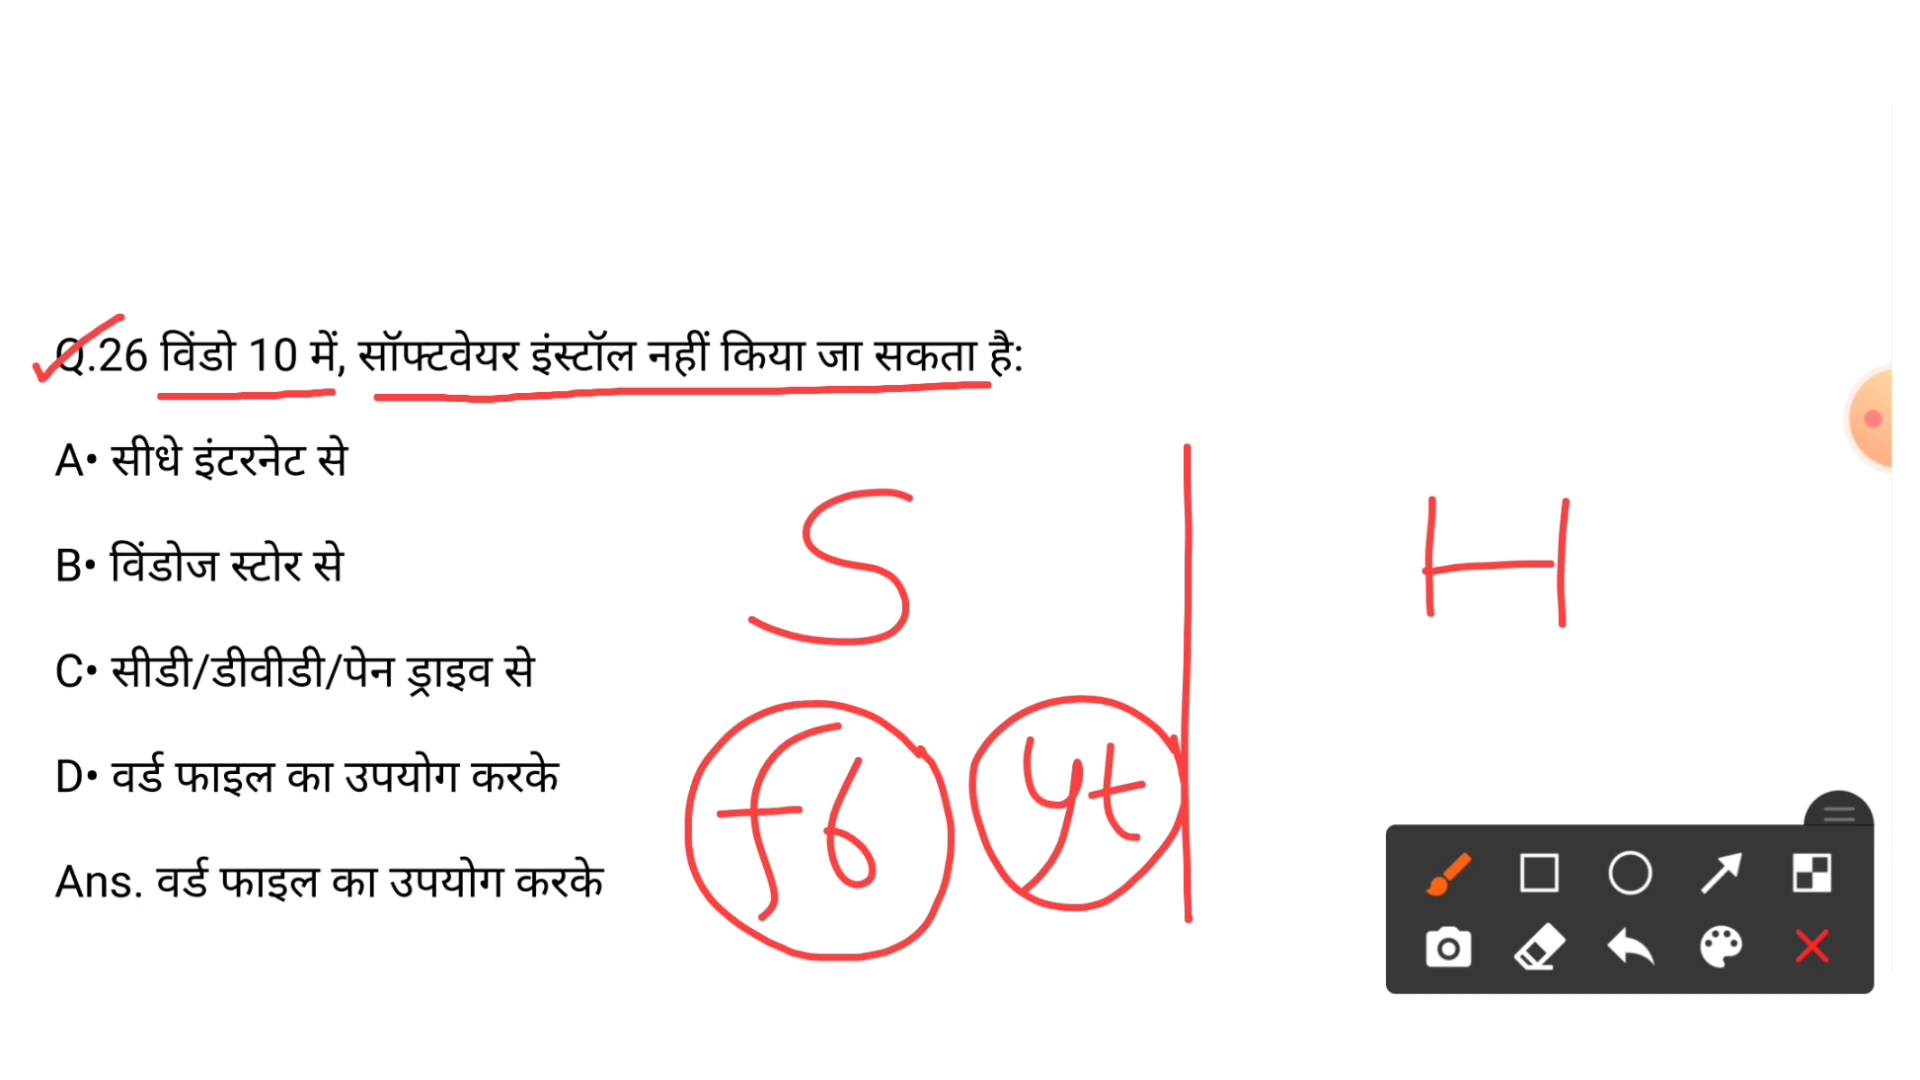 Q.26 विंडो 10 में, सॉफ्टवेयर इंस्टॉल नहीं किया जा सकता है:
A• सीधे इंटरनेट से
B• विंडोज स्टोर से
C• सीडी/डीवीडी/पेन ड्राइव से
D• वर्ड फाइल का उपयोग करके
Ans. वर्ड फाइल का उपयोग करके
S H
fb yt